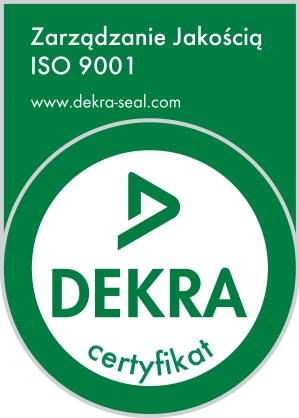 Zarządzanie Jakością
ISO 9001
www.dekra-seal.com
DEKRA
certyfikat